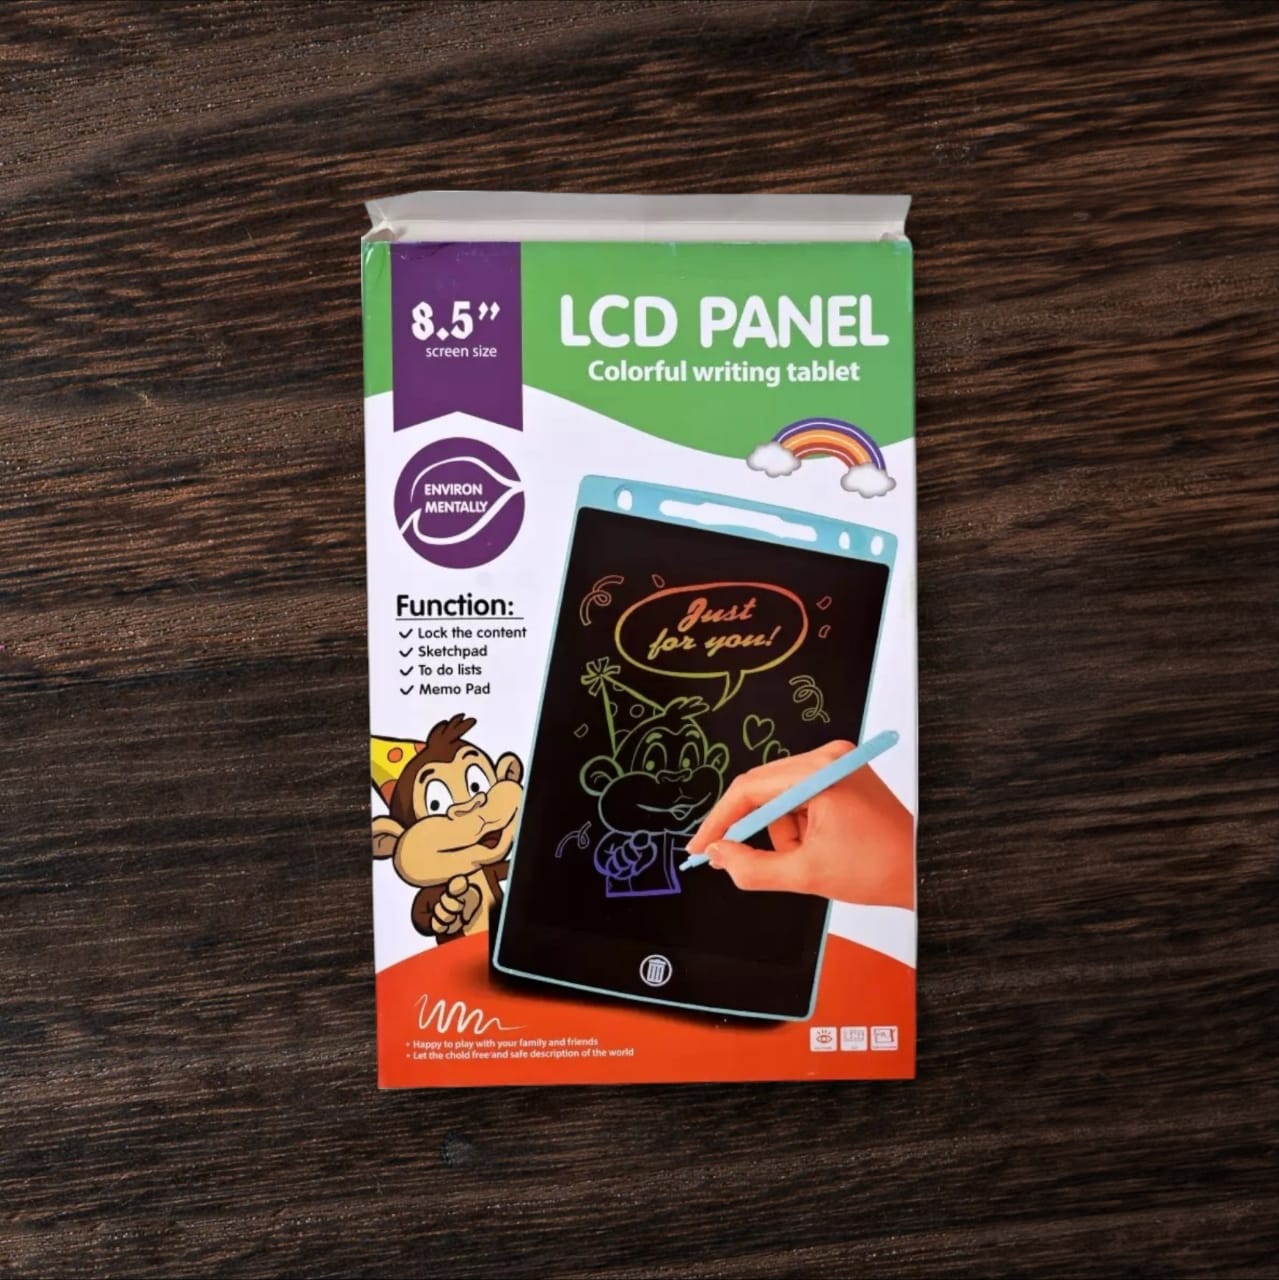 8.5”
screen size
LCD PANEL
Colorful writing tablet
ENVIRON
MENTALLY
Function:
Lock the content
Sketchpad
To do lists
Memo Pad
Just
for you!
Happy to play with your family and friends
Let the chold free and safe description of the world